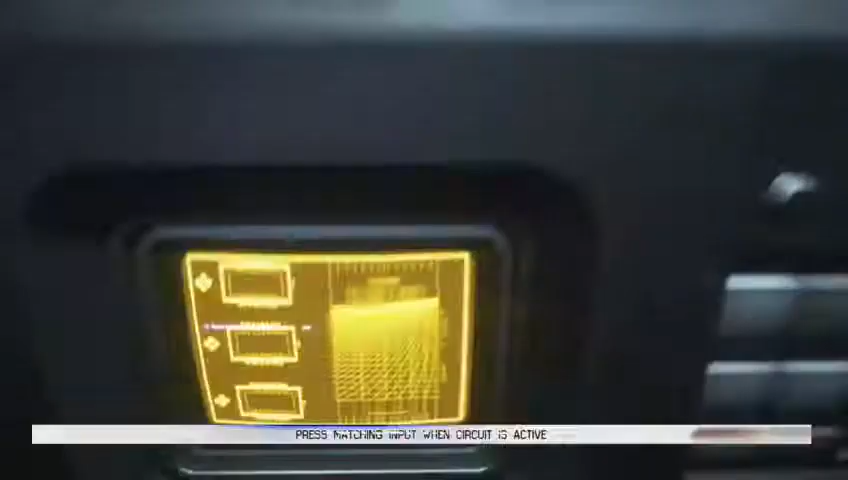 PRESS MATCHING INPUT WHEN CIRCUIT IS ACTIVE